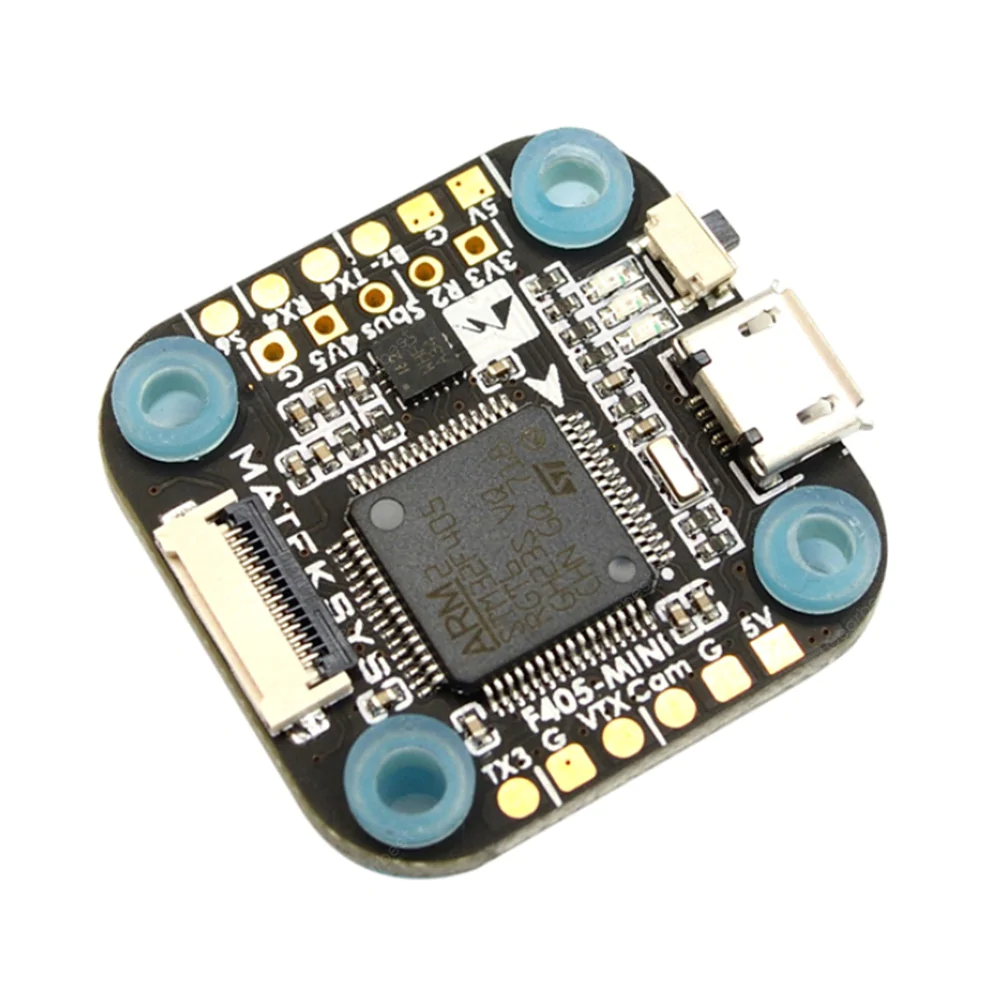 5V
G
Bz-
TX4
RX4
S6
3V3
R2
Sbus
4V5
G
MATEKSYS
ARM
STM32F405
F405-MINI
5V
G
Cam
VTX
G
TX3